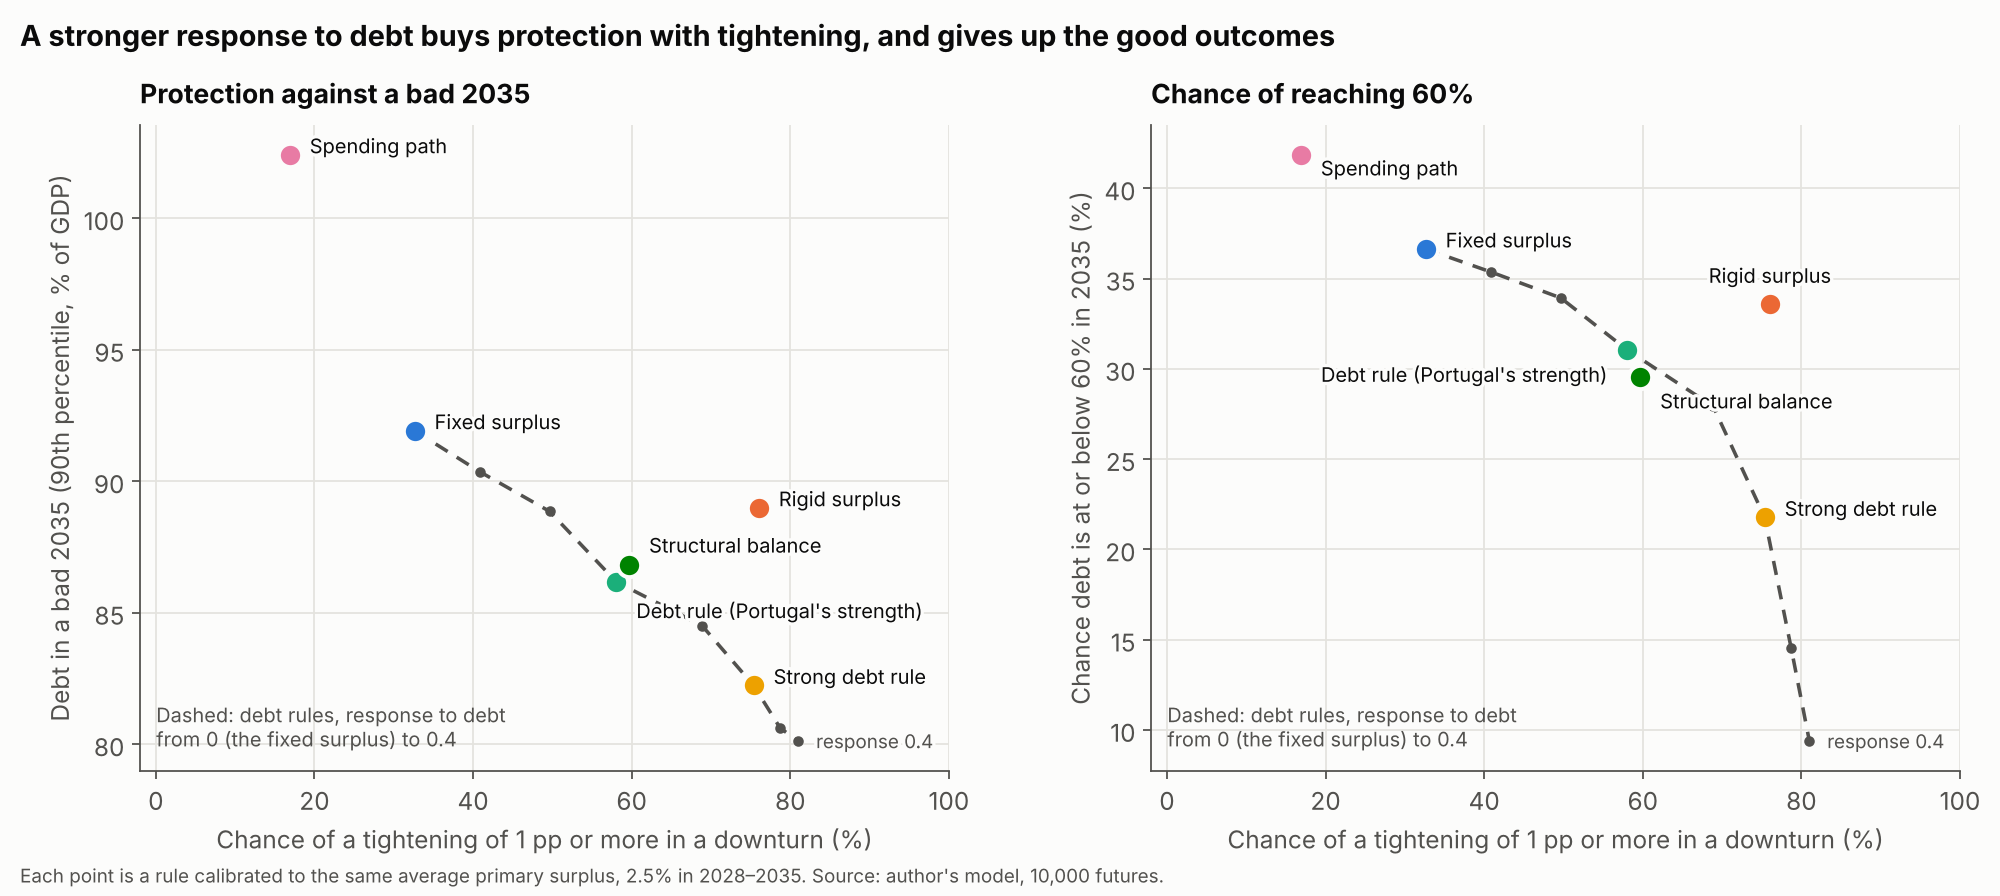 A stronger response to debt buys protection with tightening, and gives up the good outcomes
Protection against a bad 2035
Debt in a bad 2035 (90th percentile, % of GDP)
100
95
90
85
80
Spending path
Fixed surplus
Rigid surplus
Structural balance
Debt rule (Portugal's strength)
Strong debt rule
Dashed: debt rules, response to debt
from 0 (the fixed surplus) to 0.4
response 0.4
0
20
40
60
80
100
Chance of a tightening of 1 pp or more in a downturn (%)
Chance of reaching 60%
Chance debt is at or below 60% in 2035 (%)
40
35
30
25
20
15
10
Spending path
Fixed surplus
Rigid surplus
Debt rule (Portugal's strength)
Structural balance
Strong debt rule
Dashed: debt rules, response to debt
from 0 (the fixed surplus) to 0.4
response 0.4
0
20
40
60
80
100
Chance of a tightening of 1 pp or more in a downturn (%)
Each point is a rule calibrated to the same average primary surplus, 2.5% in 2028–2035. Source: author's model, 10,000 futures.